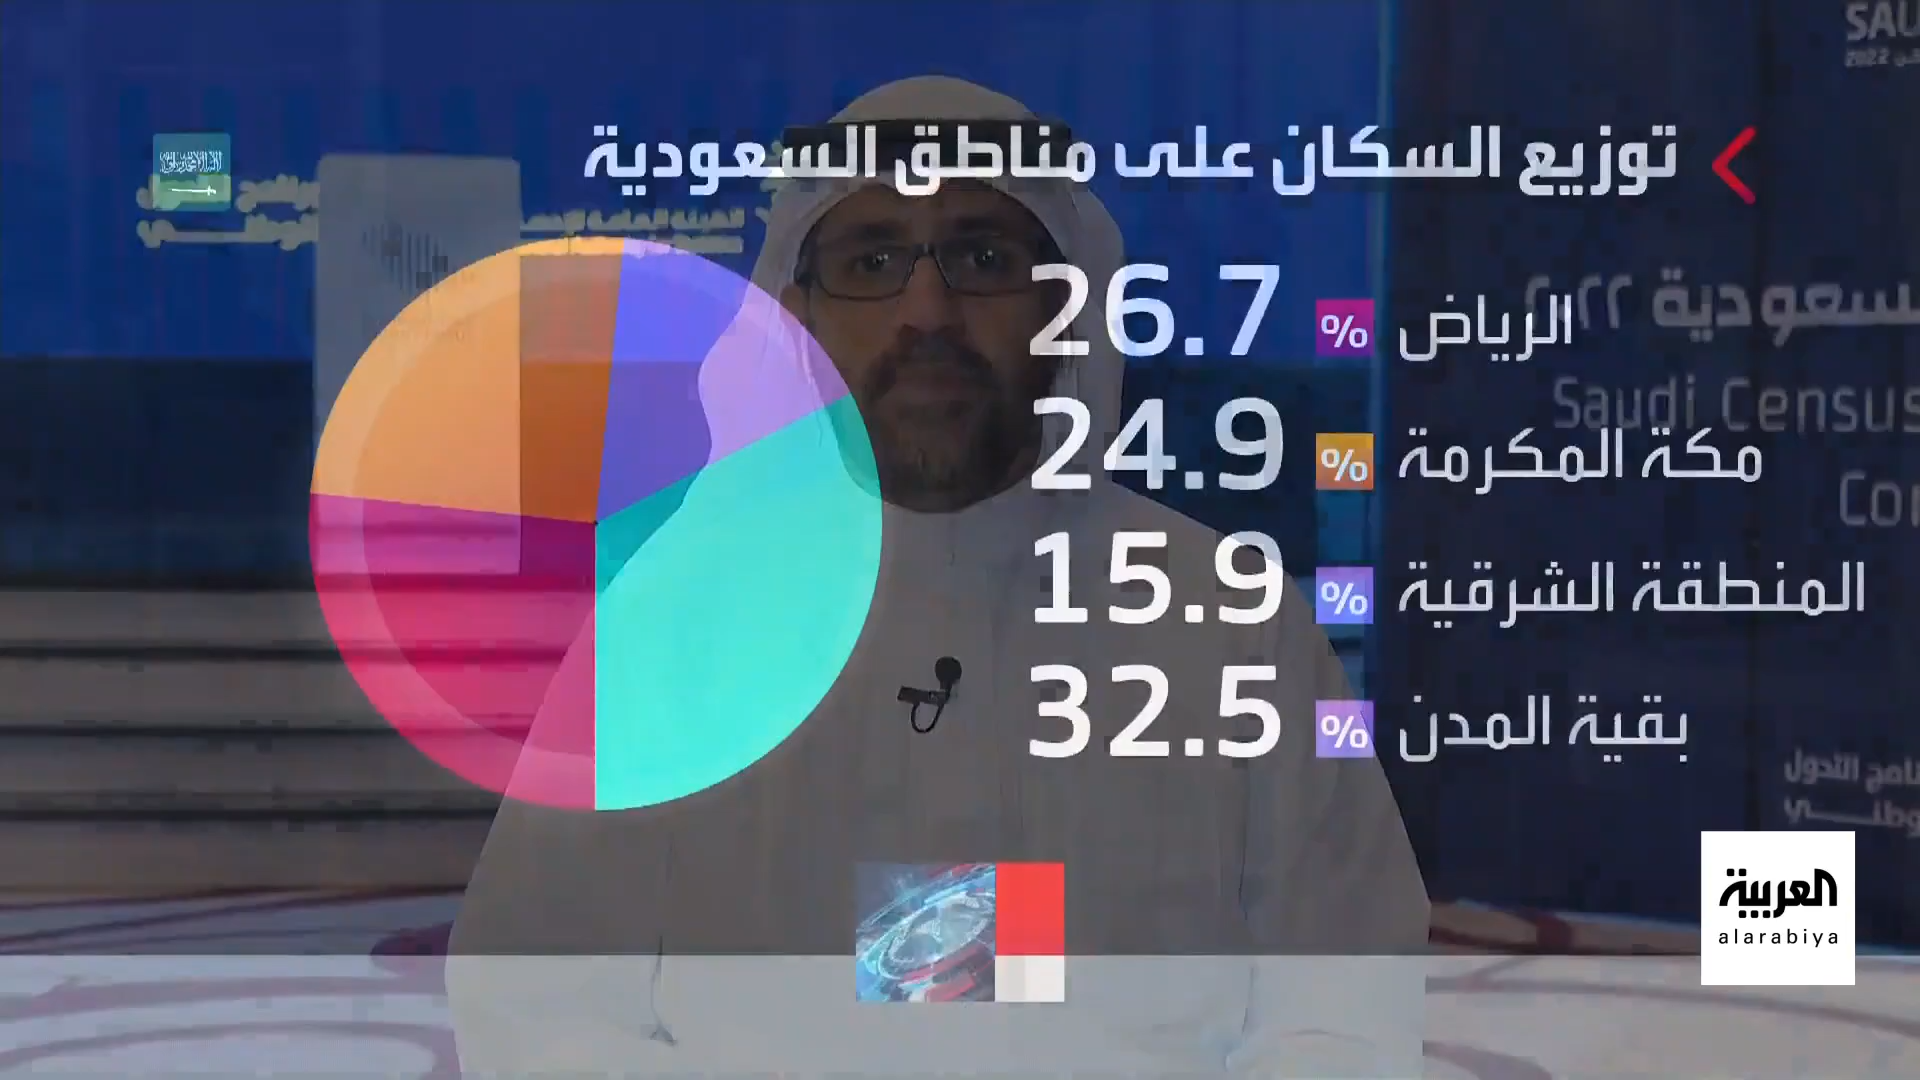 توزيع السكان على مناطق السعودية
الرياض % 26.7
مكة المكرمة % 24.9
المنطقة الشرقية % 15.9
بقية المدن % 32.5
Saudi Census
العربية
alarabiya